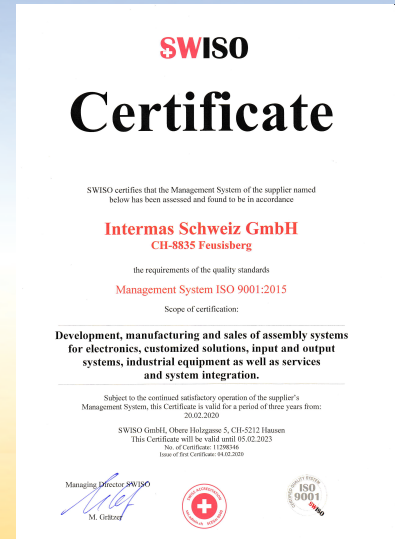 SWISO
Certificate
SWISO certifies that the Management System of the supplier named
below has been assessed and found to be in accordance
Intermas Schweiz GmbH
CH-8835 Feusisberg
the requirements of the quality standards
Management System ISO 9001:2015
Scope of certification:
Development, manufacturing and sales of assembly systems
for electronics, customized solutions, input and output
systems, industrial equipment as well as services
and system integration.
Subject to the continued satisfactory operation of the supplier's
Management System, this Certificate is valid for a period of three years from:
20.02.2020
SWISO GmbH, Obere Holzgasse 5, CH-5212 Hausen
This Certificate will be valid until 05.02.2023
No. of Certificate: 11298346
Issue of first Certificate: 04.02.2020
Managing Director SWISO
M. Grätzer
ISO
9001
SWISO